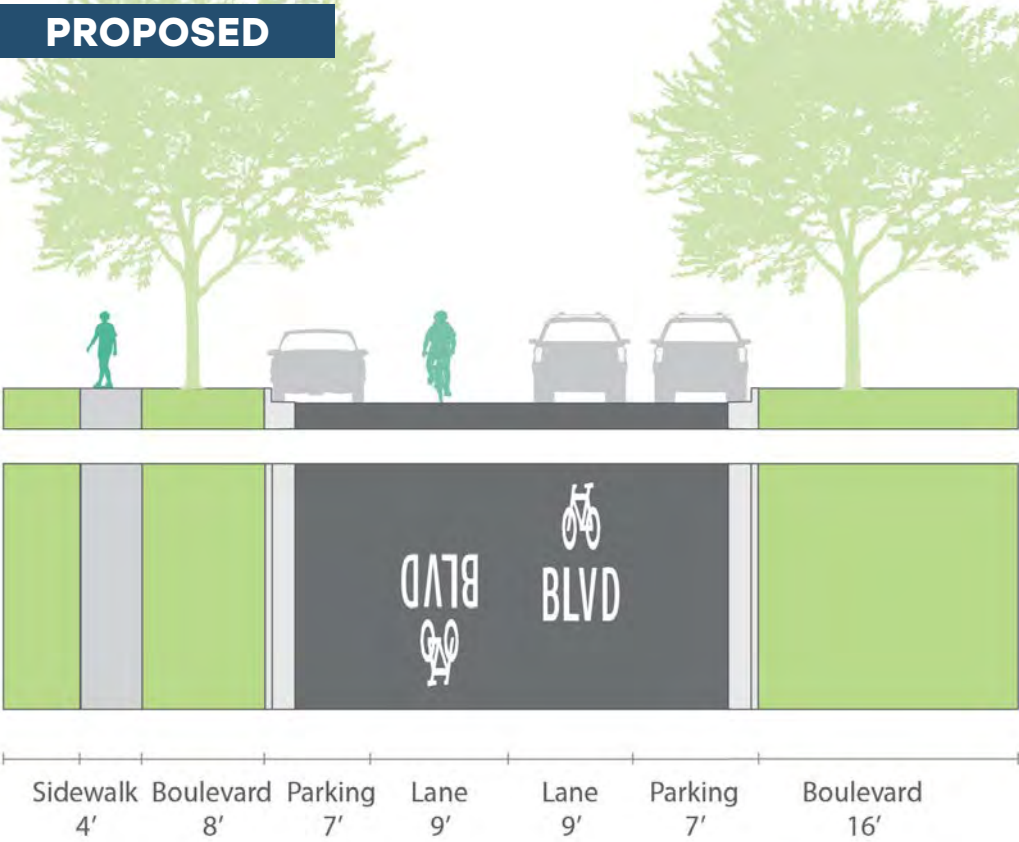 PROPOSED
BLVD
BLVD
Sidewalk Boulevard Parking Lane Lane Parking Boulevard
4' 8' 7' 9' 9' 7' 16'